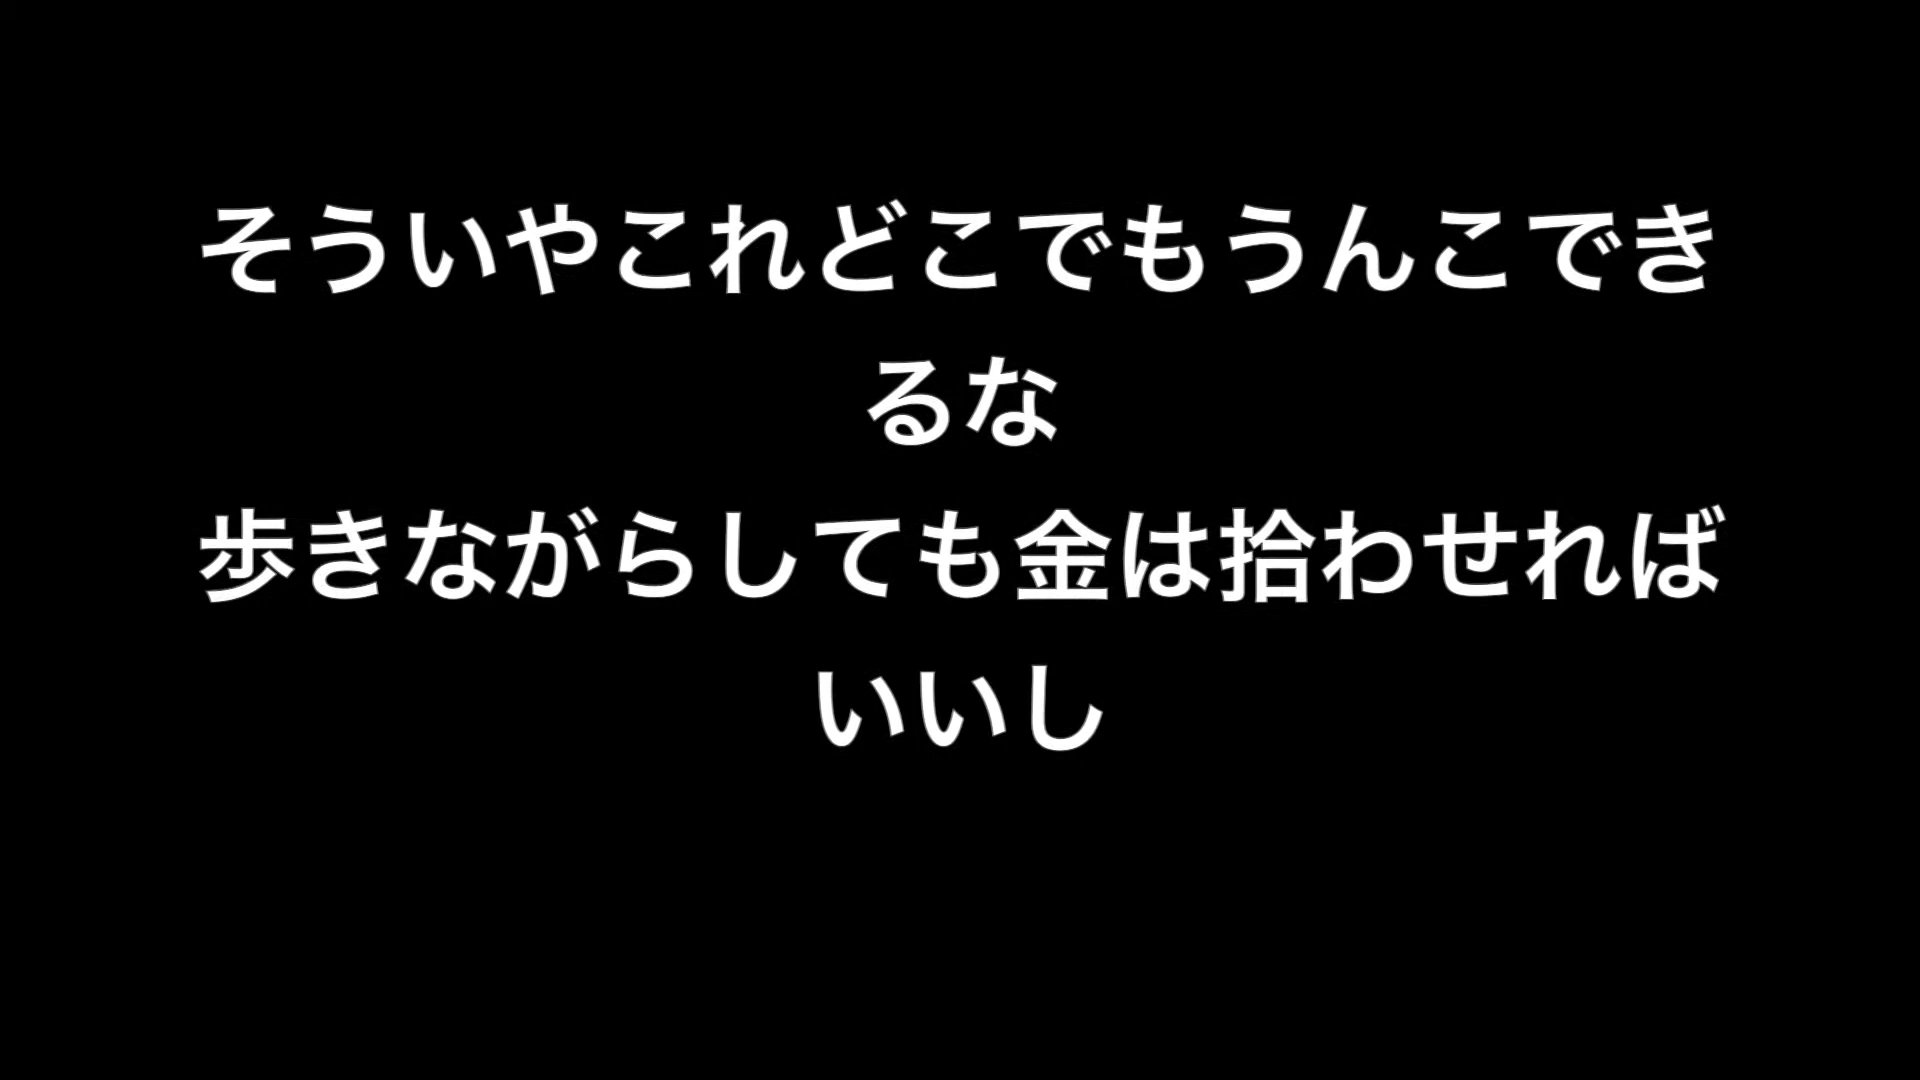 そういやこれどこでもうんこでき
るな
歩きながらしても金は拾わせれば
いいし